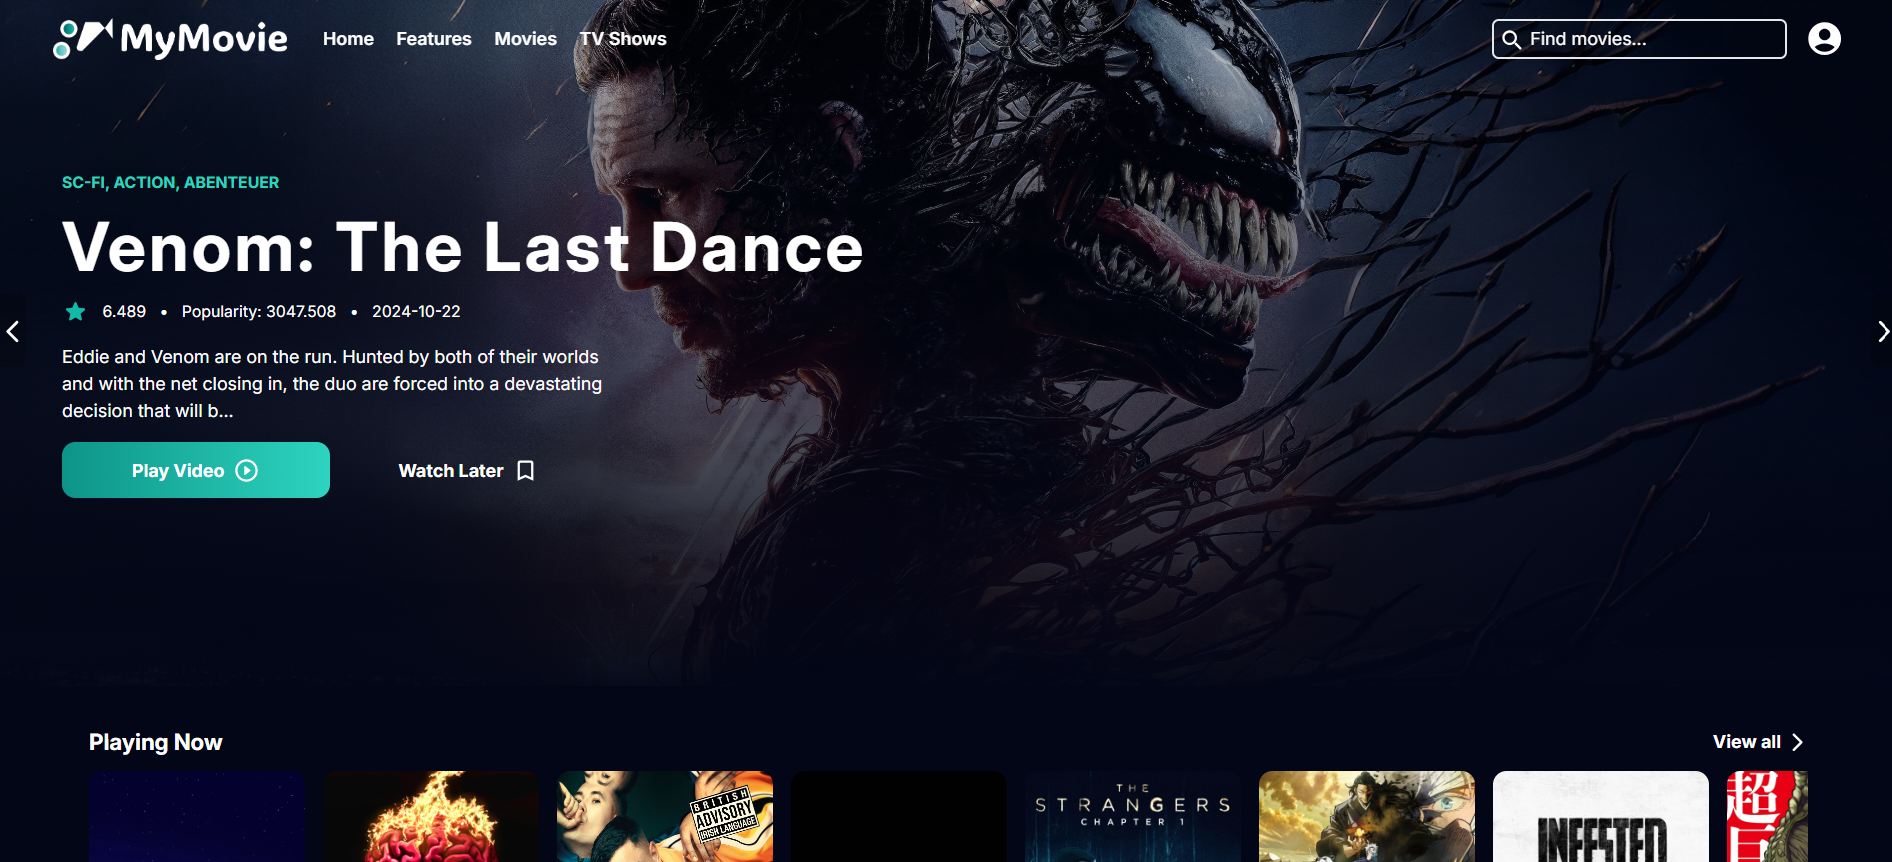 MyMovie
Home Features Movies TV Shows
Find movies...
SC-FI, ACTION, ABENTEUER
Venom: The Last Dance
6.489 • Popularity: 3047.508 • 2024-10-22
Eddie and Venom are on the run. Hunted by both of their worlds
and with the net closing in, the duo are forced into a devastating
decision that will b...
Play Video
Watch Later
Playing Now
View all
BRITISH
ADVISORY
IRISH LANGUAGE
THE
STRANGERS
CHAPTER 1
INFESTED
超